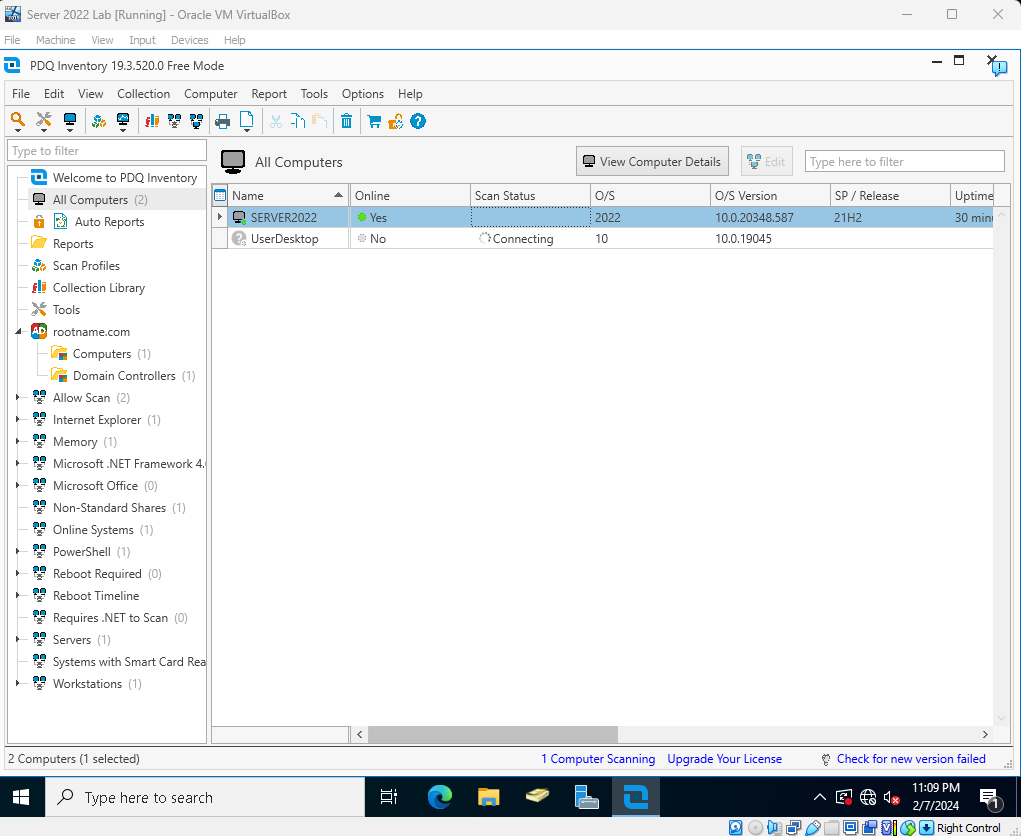 Server 2022 Lab [Running] - Oracle VM VirtualBox
File Machine View Input Devices Help
PDQ Inventory 19.3.520.0 Free Mode
File Edit View Collection Computer Report Tools Options Help
Type to filter
All Computers
View Computer Details
Edit
Type here to filter
Welcome to PDQ Inventory
All Computers (2)
Auto Reports
Reports
Scan Profiles
Collection Library
Tools
rootname.com
Computers (1)
Domain Controllers (1)
Allow Scan (2)
Internet Explorer (1)
Memory (1)
Microsoft .NET Framework 4.
Microsoft Office (0)
Non-Standard Shares (1)
Online Systems (1)
PowerShell (1)
Reboot Required (0)
Reboot Timeline
Requires .NET to Scan (0)
Servers (1)
Systems with Smart Card Rea
Workstations (1)
Name Online Scan Status O/S O/S Version SP / Release Uptime
SERVER2022 Yes 2022 10.0.20348.587 21H2 30 minu
UserDesktop No Connecting 10 10.0.19045
2 Computers (1 selected)
1 Computer Scanning
Upgrade Your License
Check for new version failed
Type here to search
11:09 PM
2/7/2024
1
Right Control